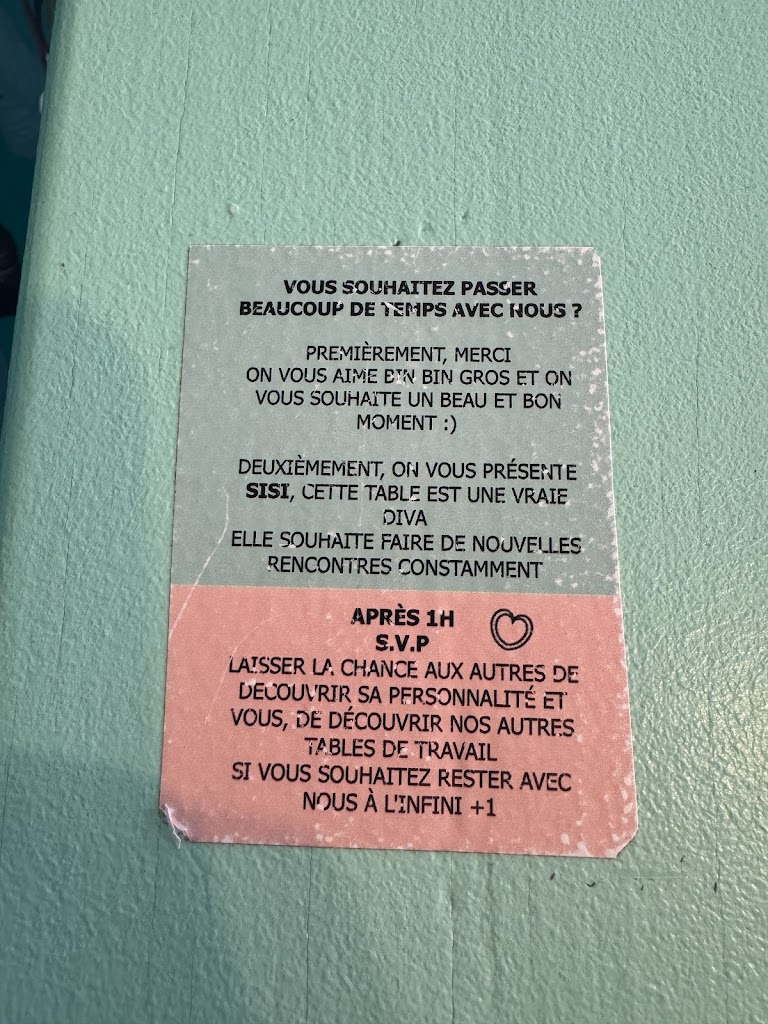 VOUS SOUHAITEZ PASSER
BEAUCOUP DE TEMPS AVEC NOUS ?
PREMIÈREMENT, MERCI
ON VOUS AIME BIN BIN GROS ET ON
VOUS SOUHAITE UN BEAU ET BON
MOMENT :)
DEUXIÈMEMENT, ON VOUS PRÉSENTE
SISI, CETTE TABLE EST UNE VRAIE
DIVA
ELLE SOUHAITE FAIRE DE NOUVELLES
RENCONTRES CONSTAMMENT
APRÈS 1H
S.V.P
LAISSER LA CHANCE AUX AUTRES DE
DÉCOUVRIR SA PERSONNALITÉ ET
VOUS, DE DÉCOUVRIR NOS AUTRES
TABLES DE TRAVAIL
SI VOUS SOUHAITEZ RESTER AVEC
NOUS À L'INFINI +1